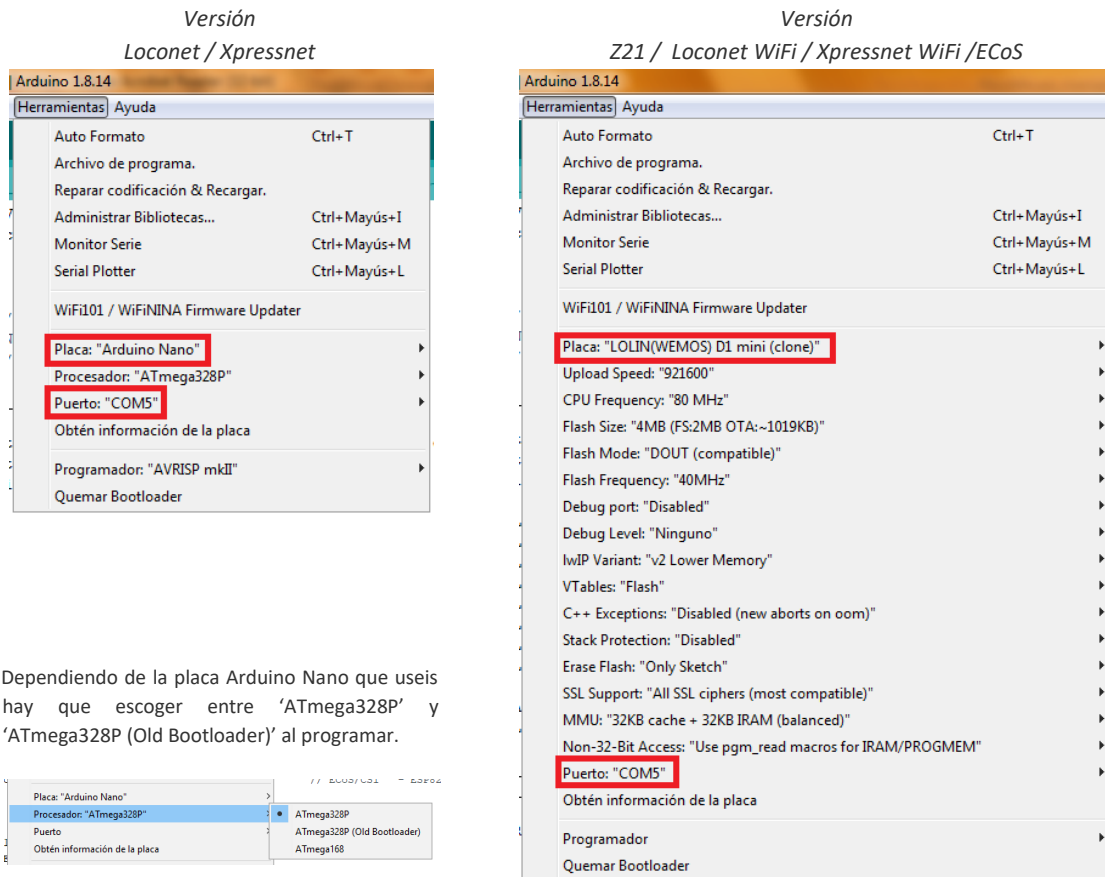 Versión
Loconet / Xpressnet
Arduino 1.8.14
Herramientas Ayuda
Auto Formato Ctrl+T
Archivo de programa.
Reparar codificación & Recargar.
Administrar Bibliotecas... Ctrl+Mayús+I
Monitor Serie Ctrl+Mayús+M
Serial Plotter Ctrl+Mayús+L
WiFi101 / WiFiNINA Firmware Updater
Placa: "Arduino Nano"
Procesador: "ATmega328P"
Puerto: "COM5"
Obtén información de la placa
Programador: "AVRISP mkII"
Quemar Bootloader
Dependiendo de la placa Arduino Nano que useis
hay que escoger entre ‘ATmega328P’ y
‘ATmega328P (Old Bootloader)’ al programar.
// ECoS/CS1 - ESP82
Placa: "Arduino Nano"
Procesador: "ATmega328P"
Puerto
Obtén información de la placa
ATmega328P
ATmega328P (Old Bootloader)
ATmega168
Versión
Z21 / Loconet WiFi / Xpressnet WiFi /ECoS
Arduino 1.8.14
Herramientas Ayuda
Auto Formato Ctrl+T
Archivo de programa.
Reparar codificación & Recargar.
Administrar Bibliotecas... Ctrl+Mayús+I
Monitor Serie Ctrl+Mayús+M
Serial Plotter Ctrl+Mayús+L
WiFi101 / WiFiNINA Firmware Updater
Placa: "LOLIN(WEMOS) D1 mini (clone)"
Upload Speed: "921600"
CPU Frequency: "80 MHz"
Flash Size: "4MB (FS:2MB OTA:~1019KB)"
Flash Mode: "DOUT (compatible)"
Flash Frequency: "40MHz"
Debug port: "Disabled"
Debug Level: "Ninguno"
lwIP Variant: "v2 Lower Memory"
VTables: "Flash"
C++ Exceptions: "Disabled (new aborts on oom)"
Stack Protection: "Disabled"
Erase Flash: "Only Sketch"
SSL Support: "All SSL ciphers (most compatible)"
MMU: "32KB cache + 32KB IRAM (balanced)"
Non-32-Bit Access: "Use pgm_read macros for IRAM/PROGMEM"
Puerto: "COM5"
Obtén información de la placa
Programador
Quemar Bootloader